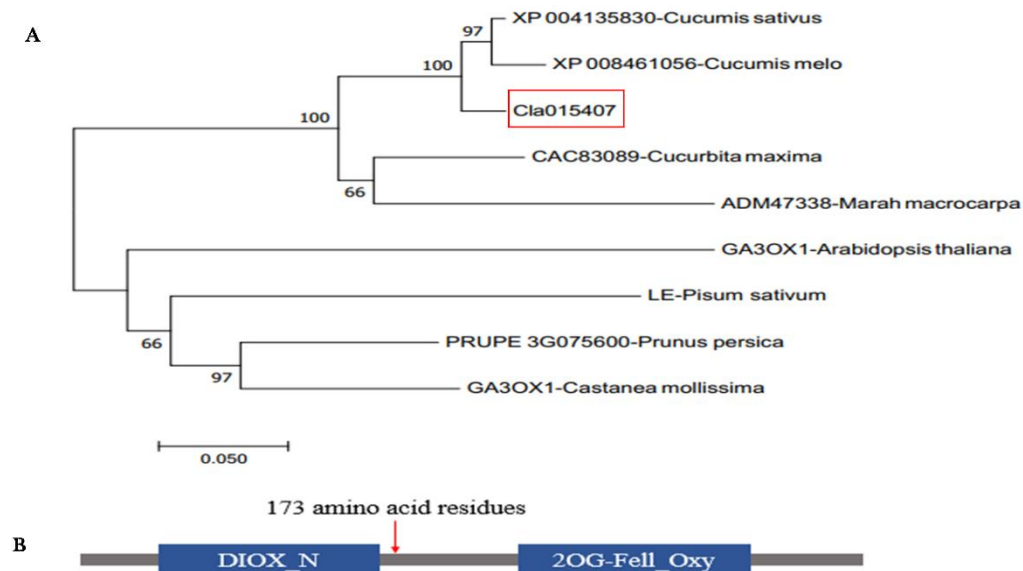 A
XP 004135830-Cucumis sativus
97
XP 008461056-Cucumis melo
100
Cla015407
100
CAC83089-Cucurbita maxima
66
ADM47338-Marah macrocarpa
GA3OX1-Arabidopsis thaliana
LE-Pisum sativum
66
PRUPE 3G075600-Prunus persica
97
GA3OX1-Castanea mollissima
0.050
173 amino acid residues
B
DIOX_N
2OG-Fell_Oxy